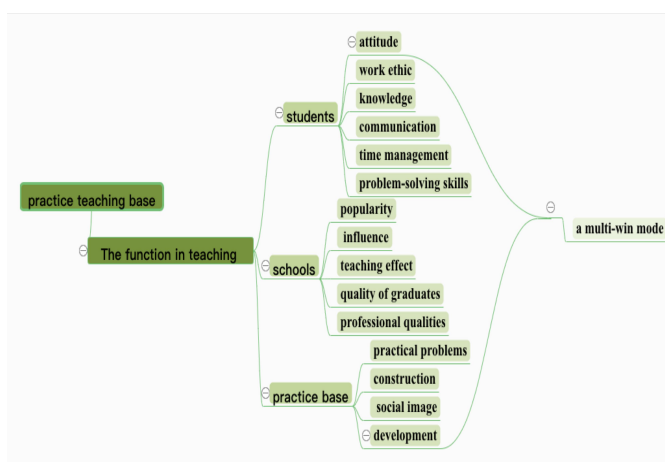 practice teaching base
The function in teaching
students
attitude
work ethic
knowledge
communication
time management
problem-solving skills
schools
popularity
influence
teaching effect
quality of graduates
professional qualities
practice base
practical problems
construction
social image
development
a multi-win mode